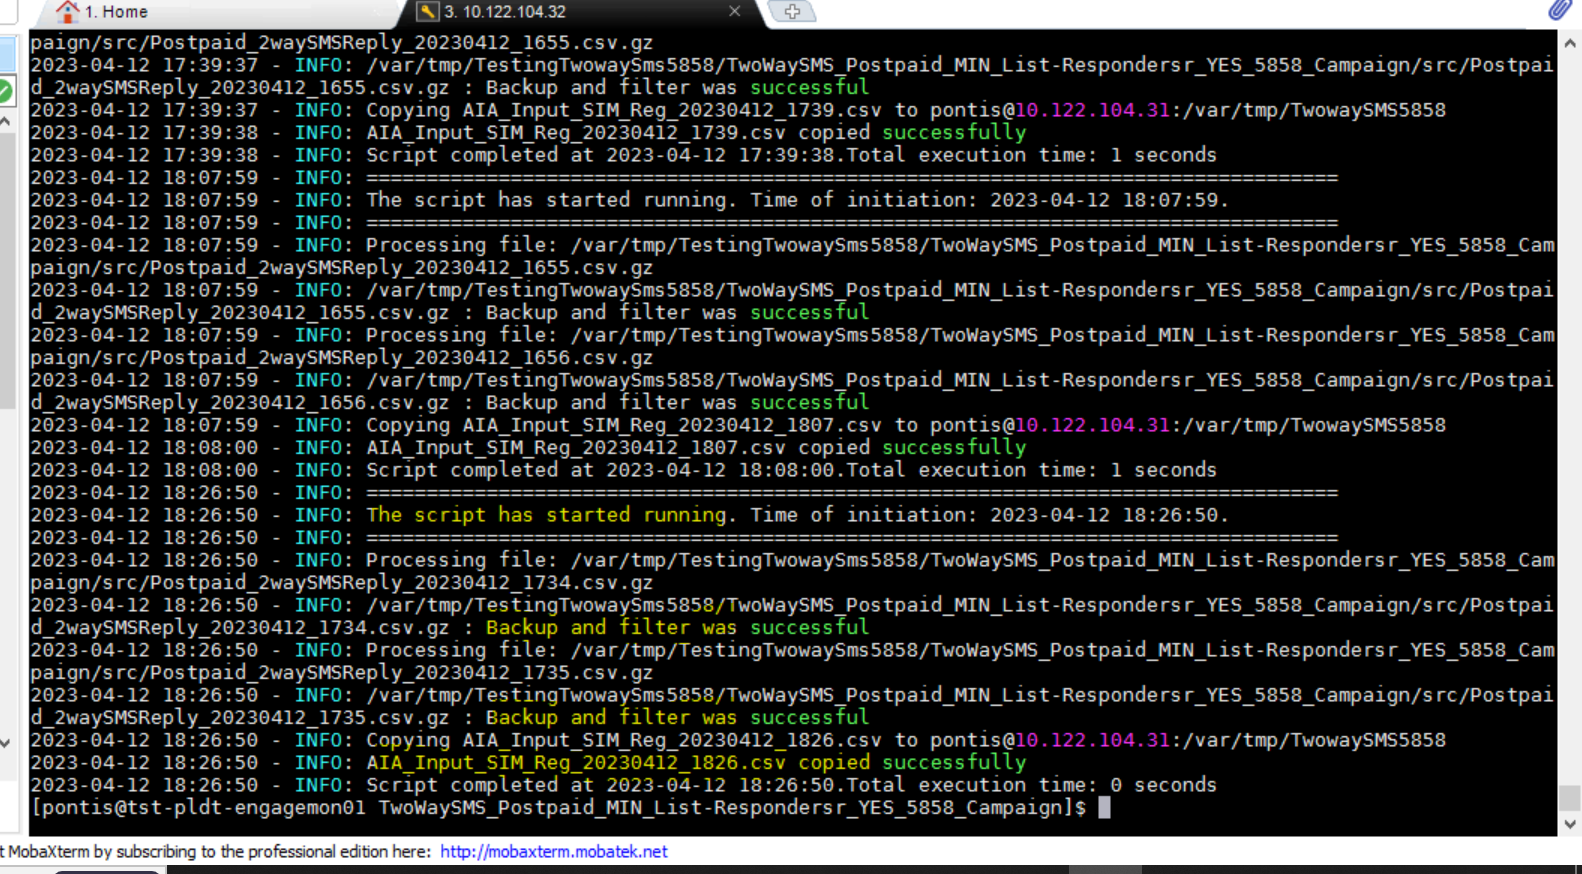 1. Home
3. 10.122.104.32
paign/src/Postpaid_2waySMSReply_20230412_1655.csv.gz
2023-04-12 17:39:37 - INFO: /var/tmp/TestingTwowaySms5858/TwoWaySMS_Postpaid_MIN_List-Respondersr_YES_5858_Campaign/src/Postpai
d_2waySMSReply_20230412_1655.csv.gz : Backup and filter was successful
2023-04-12 17:39:37 - INFO: Copying AIA_Input_SIM_Reg_20230412_1739.csv to pontis@10.122.104.31:/var/tmp/TwowaySMS5858
2023-04-12 17:39:38 - INFO: AIA_Input_SIM_Reg_20230412_1739.csv copied successfully
2023-04-12 17:39:38 - INFO: Script completed at 2023-04-12 17:39:38.Total execution time: 1 seconds
2023-04-12 18:07:59 - INFO: =================================================================================
2023-04-12 18:07:59 - INFO: The script has started running. Time of initiation: 2023-04-12 18:07:59.
2023-04-12 18:07:59 - INFO: =================================================================================
2023-04-12 18:07:59 - INFO: Processing file: /var/tmp/TestingTwowaySms5858/TwoWaySMS_Postpaid_MIN_List-Respondersr_YES_5858_Cam
paign/src/Postpaid_2waySMSReply_20230412_1655.csv.gz
2023-04-12 18:07:59 - INFO: /var/tmp/TestingTwowaySms5858/TwoWaySMS_Postpaid_MIN_List-Respondersr_YES_5858_Campaign/src/Postpai
d_2waySMSReply_20230412_1655.csv.gz : Backup and filter was successful
2023-04-12 18:07:59 - INFO: Processing file: /var/tmp/TestingTwowaySms5858/TwoWaySMS_Postpaid_MIN_List-Respondersr_YES_5858_Cam
paign/src/Postpaid_2waySMSReply_20230412_1656.csv.gz
2023-04-12 18:07:59 - INFO: /var/tmp/TestingTwowaySms5858/TwoWaySMS_Postpaid_MIN_List-Respondersr_YES_5858_Campaign/src/Postpai
d_2waySMSReply_20230412_1656.csv.gz : Backup and filter was successful
2023-04-12 18:07:59 - INFO: Copying AIA_Input_SIM_Reg_20230412_1807.csv to pontis@10.122.104.31:/var/tmp/TwowaySMS5858
2023-04-12 18:08:00 - INFO: AIA_Input_SIM_Reg_20230412_1807.csv copied successfully
2023-04-12 18:08:00 - INFO: Script completed at 2023-04-12 18:08:00.Total execution time: 1 seconds
2023-04-12 18:26:50 - INFO: =================================================================================
2023-04-12 18:26:50 - INFO: The script has started running. Time of initiation: 2023-04-12 18:26:50.
2023-04-12 18:26:50 - INFO: =================================================================================
2023-04-12 18:26:50 - INFO: Processing file: /var/tmp/TestingTwowaySms5858/TwoWaySMS_Postpaid_MIN_List-Respondersr_YES_5858_Cam
paign/src/Postpaid_2waySMSReply_20230412_1734.csv.gz
2023-04-12 18:26:50 - INFO: /var/tmp/TestingTwowaySms5858/TwoWaySMS_Postpaid_MIN_List-Respondersr_YES_5858_Campaign/src/Postpai
d_2waySMSReply_20230412_1734.csv.gz : Backup and filter was successful
2023-04-12 18:26:50 - INFO: Processing file: /var/tmp/TestingTwowaySms5858/TwoWaySMS_Postpaid_MIN_List-Respondersr_YES_5858_Cam
paign/src/Postpaid_2waySMSReply_20230412_1735.csv.gz
2023-04-12 18:26:50 - INFO: /var/tmp/TestingTwowaySms5858/TwoWaySMS_Postpaid_MIN_List-Respondersr_YES_5858_Campaign/src/Postpai
d_2waySMSReply_20230412_1735.csv.gz : Backup and filter was successful
2023-04-12 18:26:50 - INFO: Copying AIA_Input_SIM_Reg_20230412_1826.csv to pontis@10.122.104.31:/var/tmp/TwowaySMS5858
2023-04-12 18:26:50 - INFO: AIA_Input_SIM_Reg_20230412_1826.csv copied successfully
2023-04-12 18:26:50 - INFO: Script completed at 2023-04-12 18:26:50.Total execution time: 0 seconds
[pontis@tst-pldt-engagemon01 TwoWaySMS_Postpaid_MIN_List-Respondersr_YES_5858_Campaign]$
t MobaXterm by subscribing to the professional edition here: http://mobaxterm.mobatek.net